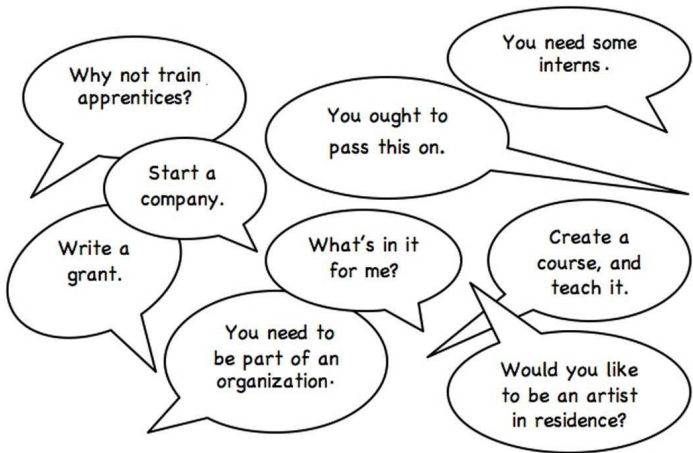 Why not train
apprentices?
You need some
interns.
You ought to
pass this on.
Start a
company.
Write a
grant.
What's in it
for me?
Create a
course, and
teach it.
You need to
be part of an
organization.
Would you like
to be an artist
in residence?